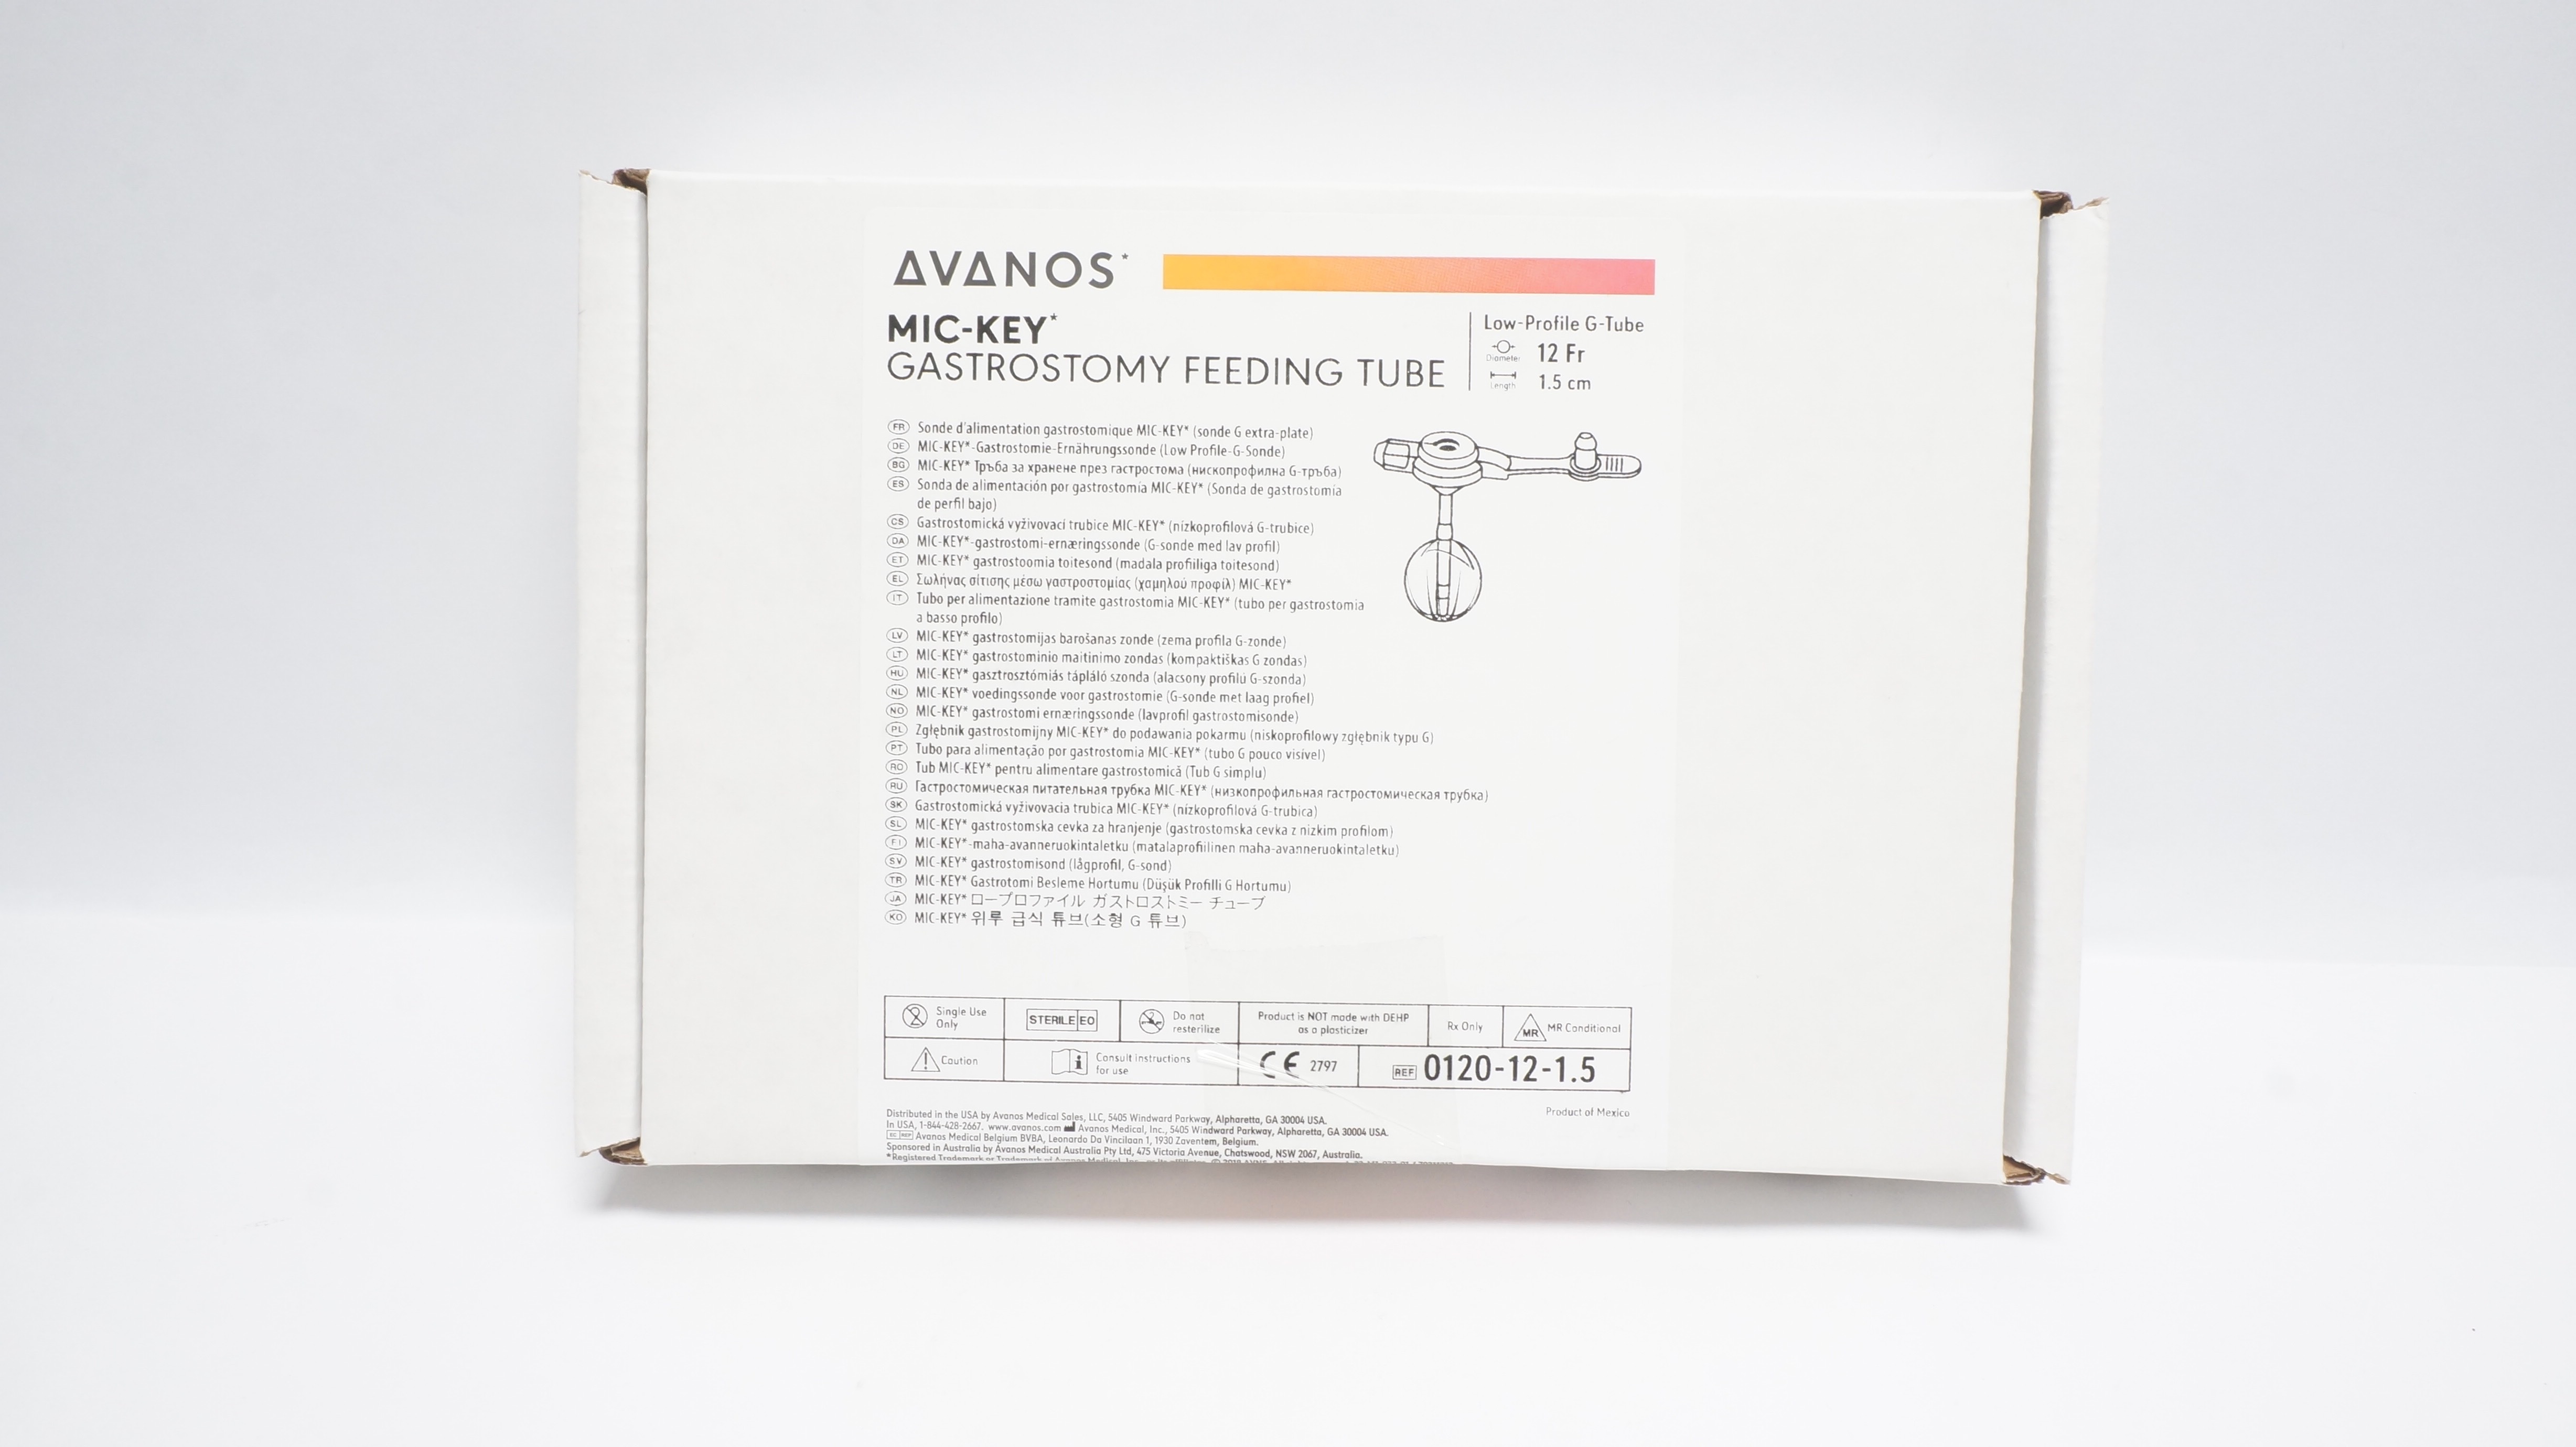 AVANOS*
MIC-KEY*
GASTROSTOMY FEEDING TUBE
Low-Profile G-Tube
Diameter 12 Fr
Length 1.5 cm
FR Sonde d'alimentation gastrostomique MIC-KEY* (sonde G extra-plate)
DE MIC-KEY*-Gastrostomie-Ernährungssonde (Low Profile-G-Sonde)
BG MIC-KEY* Тръба за хранене през гастростома (нископрофилна G-тръба)
ES Sonda de alimentación por gastrostomía MIC-KEY* (Sonda de gastrostomía
de perfil bajo)
CS Gastrostomická vyživovací trubice MIC-KEY* (nízkoprofilová G-trubice)
DA MIC-KEY*-gastrostomi-ernæringssonde (G-sonde med lav profil)
ET MIC-KEY* gastrostoomia toitesond (madala profiiliga toitesond)
EL Σωλήνας σίτισης μέσω γαστροστομίας (χαμηλού προφίλ) MIC-KEY*
IT Tubo per alimentazione tramite gastrostomia MIC-KEY* (tubo per gastrostomia
a basso profilo)
LV MIC-KEY* gastrostomijas barošanas zonde (zema profila G-zonde)
LT MIC-KEY* gastrostominio maitinimo zondas (kompaktiškas G zondas)
HU MIC-KEY* gasztrosztómiás tápláló szonda (alacsony profilú G-szonda)
NL MIC-KEY* voedingssonde voor gastrostomie (G-sonde met laag profiel)
NO MIC-KEY* gastrostomi ernæringssonde (lavprofil gastrostomisonde)
PL Zgłębnik gastrostomijny MIC-KEY* do podawania pokarmu (niskoprofilowy zgłębnik typu G)
PT Tubo para alimentação por gastrostomia MIC-KEY* (tubo G pouco visível)
RO Tub MIC-KEY* pentru alimentare gastrostomică (Tub G simplu)
RU Гастростомическая питательная трубка MIC-KEY* (низкопрофильная гастростомическая трубка)
SK Gastrostomická vyživovacia trubica MIC-KEY* (nízkoprofilová G-trubica)
SL MIC-KEY* gastrostomska cevka za hranjenje (gastrostomska cevka z nizkim profilom)
FI MIC-KEY*-maha-avanneruokintaletku (matalaprofiilinen maha-avanneruokintaletku)
SV MIC-KEY* gastrostomisond (lågprofil, G-sond)
TR MIC-KEY* Gastrotomi Besleme Hortumu (Düşük Profilli G Hortumu)
JA MIC-KEY* ロープロファイル ガストロストミー チューブ
KO MIC-KEY* 위루 급식 튜브(소형 G 튜브)
2 Single Use
Only
STERILE EO
2 Do not
resterilize
Product is NOT made with DEHP
as a plasticizer
Rx Only
MR MR Conditional
Caution
i Consult instructions
for use
CE 2797
REF 0120-12-1.5
Product of Mexico
Distributed in the USA by Avanos Medical Sales, LLC, 5405 Windward Parkway, Alpharetta, GA 30004 USA.
In USA, 1-844-428-2667. www.avanos.com Avanos Medical, Inc., 5405 Windward Parkway, Alpharetta, GA 30004 USA.
EC REP Avanos Medical Belgium BVBA, Leonardo Da Vincilaan 1, 1930 Zaventem, Belgium.
Sponsored in Australia by Avanos Medical Australia Pty Ltd, 475 Victoria Avenue, Chatswood, NSW 2067, Australia.
*Registered Trademark or Trademark of Avanos Medical, Inc., or its affiliates.